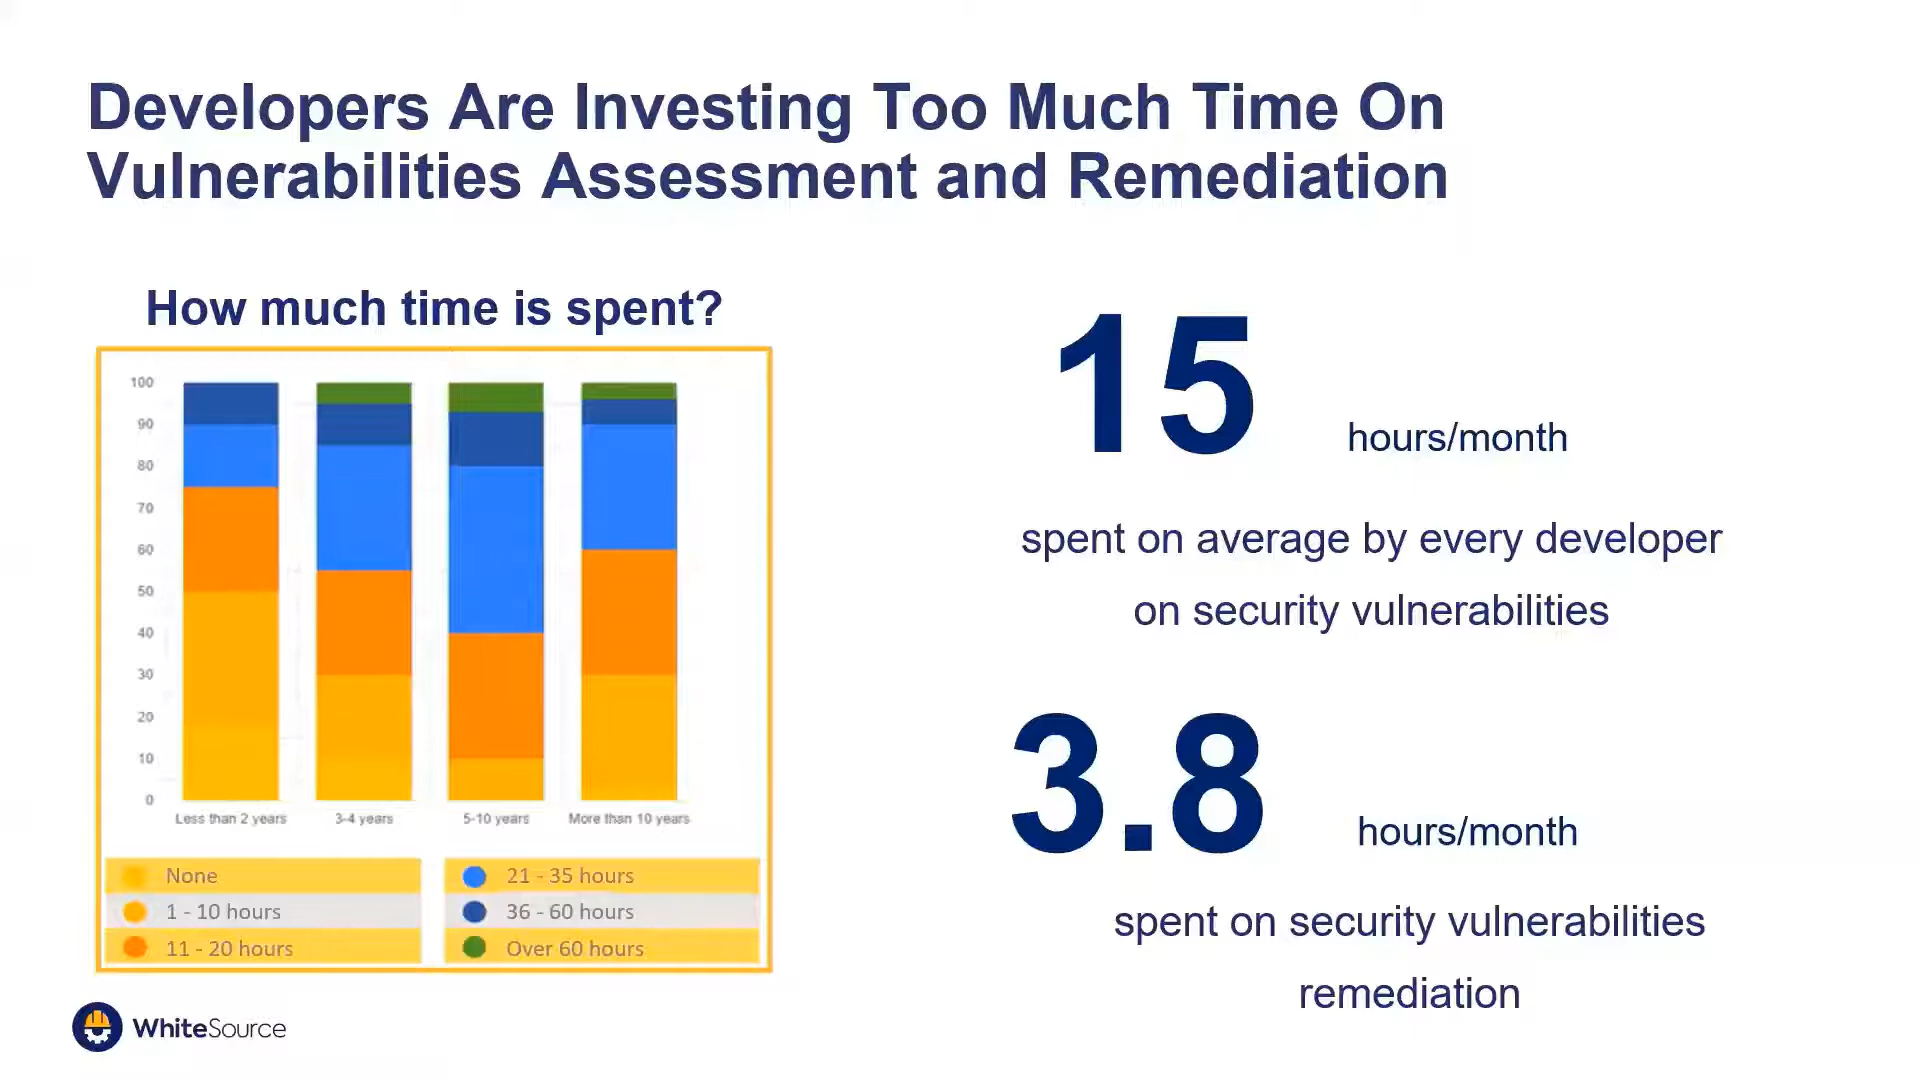 Developers Are Investing Too Much Time On
Vulnerabilities Assessment and Remediation
How much time is spent?
100
90
80
70
60
50
40
30
20
10
0
Less than 2 years
3-4 years
5-10 years
More than 10 years
None
1 - 10 hours
11 - 20 hours
21 - 35 hours
36 - 60 hours
Over 60 hours
15 hours/month
spent on average by every developer
on security vulnerabilities
3.8 hours/month
spent on security vulnerabilities
remediation
WhiteSource